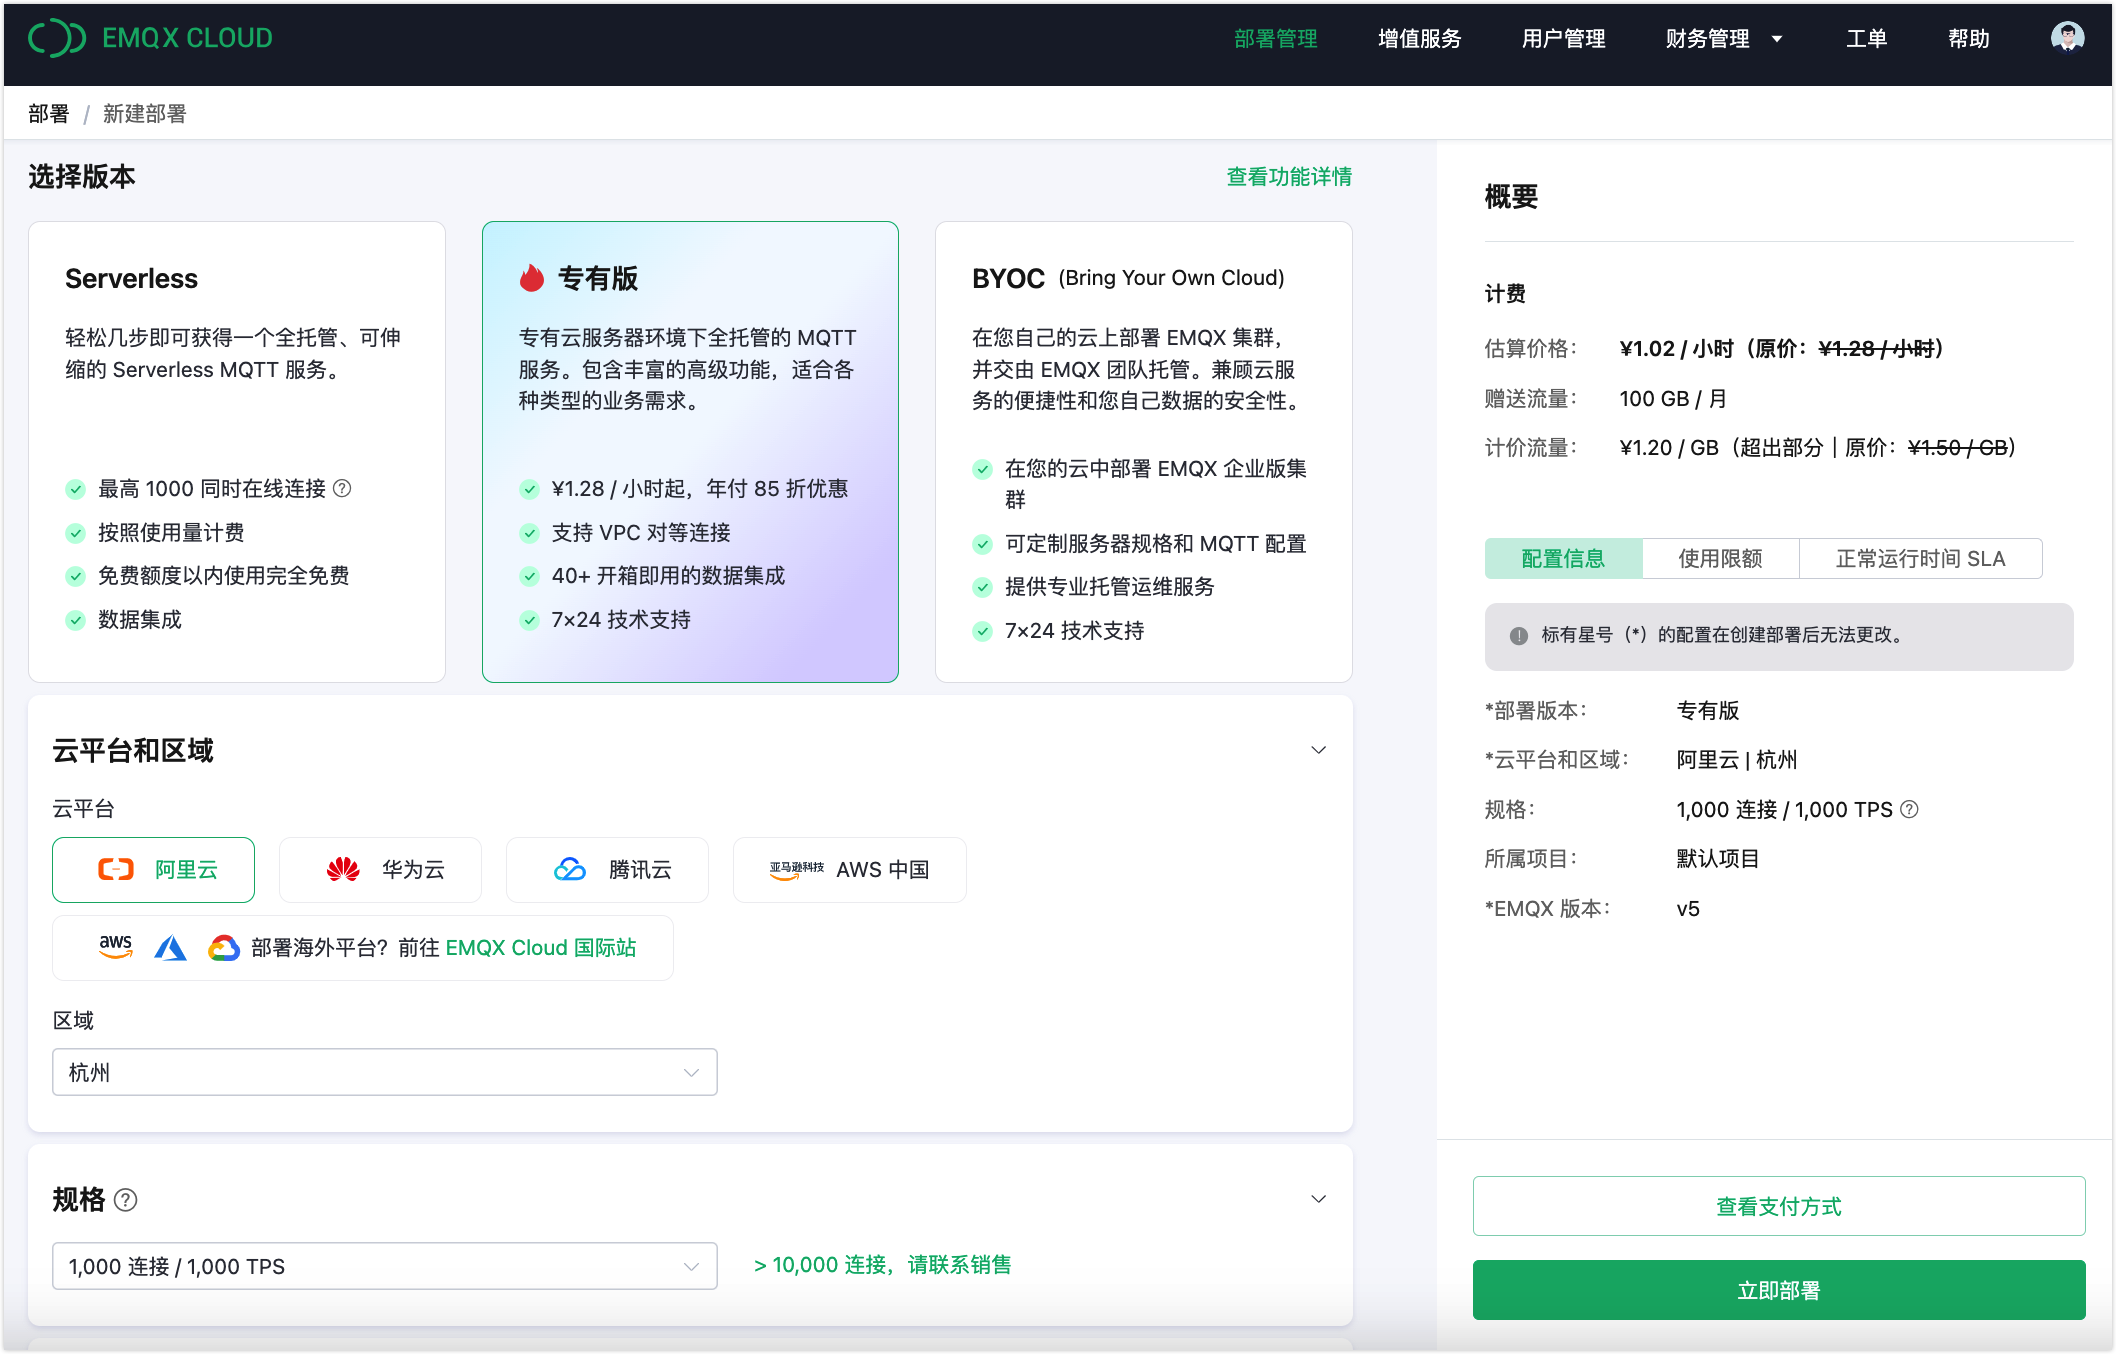 EMQX CLOUD
部署管理
增值服务
用户管理
财务管理
工单
帮助
部署 / 新建部署
选择版本
查看功能详情
Serverless
轻松几步即可获得一个全托管、可伸
缩的 Serverless MQTT 服务。
最高 1000 同时在线连接
按照使用量计费
免费额度以内使用完全免费
数据集成
专有版
专有云服务器环境下全托管的 MQTT
服务。包含丰富的高级功能，适合各
种类型的业务需求。
¥1.28 / 小时起，年付 85 折优惠
支持 VPC 对等连接
40+ 开箱即用的数据集成
7×24 技术支持
BYOC (Bring Your Own Cloud)
在您自己的云上部署 EMQX 集群，
并交由 EMQX 团队托管。兼顾云服
务的便捷性和您自己数据的安全性。
在您的云中部署 EMQX 企业版集
群
可定制服务器规格和 MQTT 配置
提供专业托管运维服务
7×24 技术支持
云平台和区域
云平台
阿里云
华为云
腾讯云
亚马逊科技 AWS 中国
aws 部署海外平台？前往 EMQX Cloud 国际站
区域
杭州
规格
1,000 连接 / 1,000 TPS
> 10,000 连接，请联系销售
概要
计费
估算价格： ¥1.02 / 小时（原价：¥1.28 / 小时）
赠送流量： 100 GB / 月
计价流量： ¥1.20 / GB（超出部分｜原价：¥1.50 / GB）
配置信息
使用限额
正常运行时间 SLA
标有星号（*）的配置在创建部署后无法更改。
*部署版本： 专有版
*云平台和区域： 阿里云 | 杭州
规格： 1,000 连接 / 1,000 TPS
所属项目： 默认项目
*EMQX 版本： v5
查看支付方式
立即部署